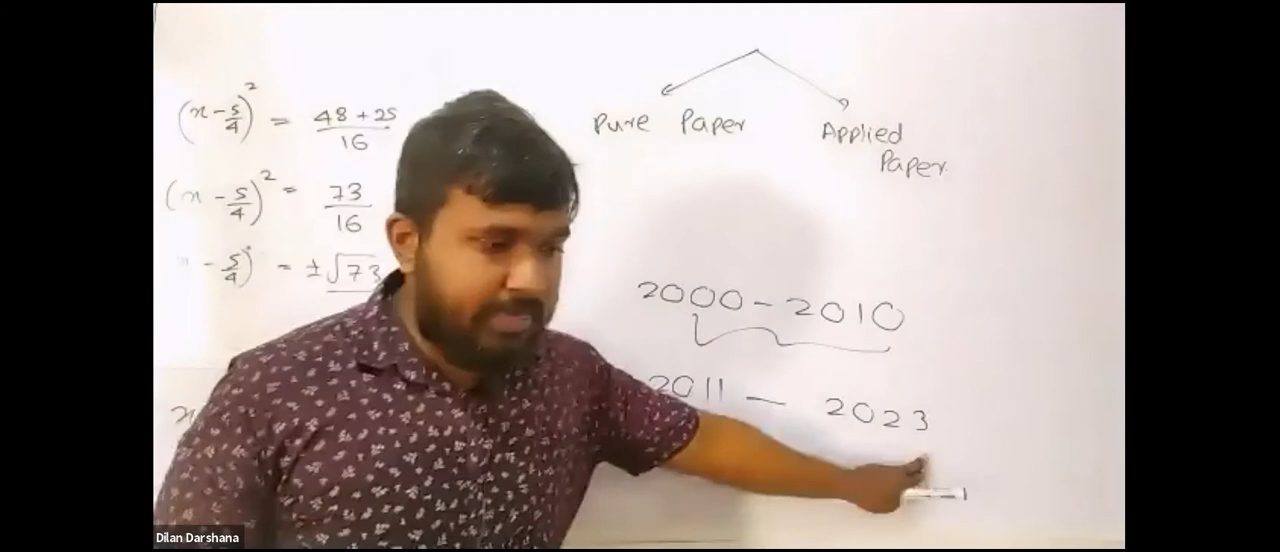 (x - 5/4)² = 48 + 25 / 16
(x - 5/4)² = 73 / 16
- 5/4) = ±√73
x
Pure Paper
Applied
Paper
2000 - 2010
2011 - 2023
Dilan Darshana